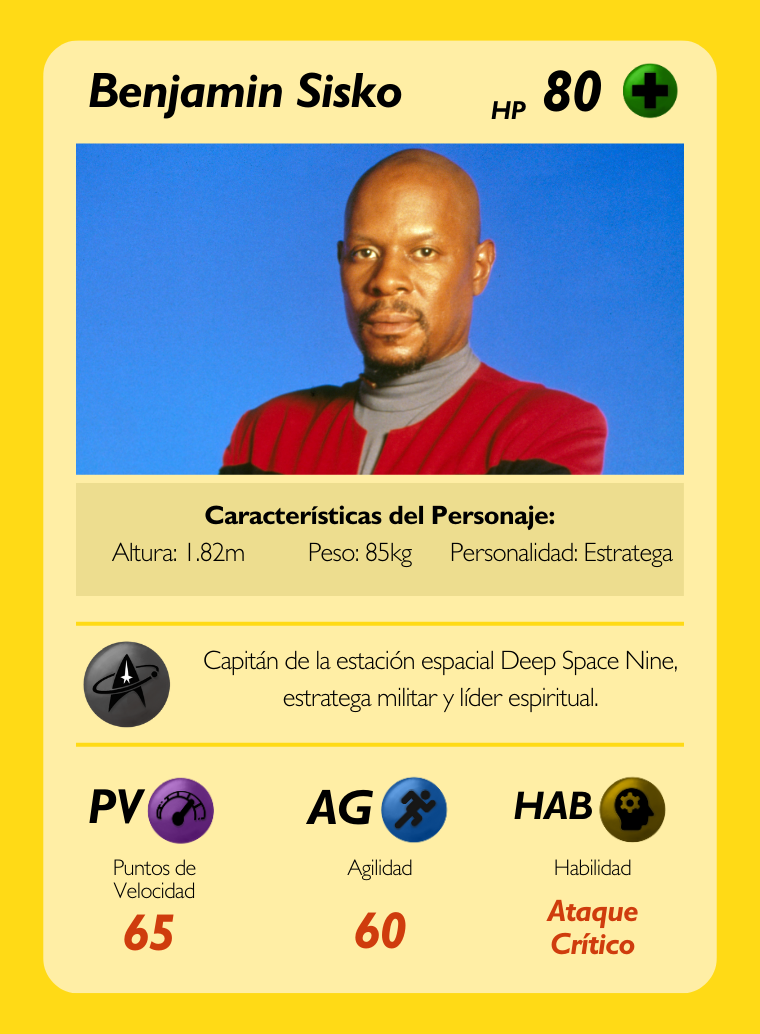 Benjamin Sisko HP 80
Características del Personaje:
Altura: 1.82m Peso: 85kg Personalidad: Estratega
Capitán de la estación espacial Deep Space Nine,
estratega militar y líder espiritual.
PV AG HAB
Puntos de
Velocidad
Agilidad
Habilidad
65
60
Ataque
Crítico